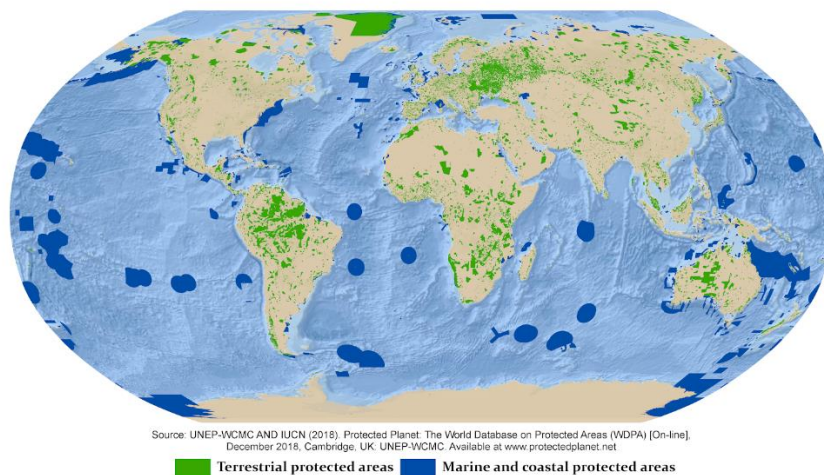 Source: UNEP-WCMC AND IUCN (2018). Protected Planet: The World Database on Protected Areas (WDPA) [On-line],
December 2018, Cambridge, UK: UNEP-WCMC. Available at www.protectedplanet.net
Terrestrial protected areas Marine and coastal protected areas